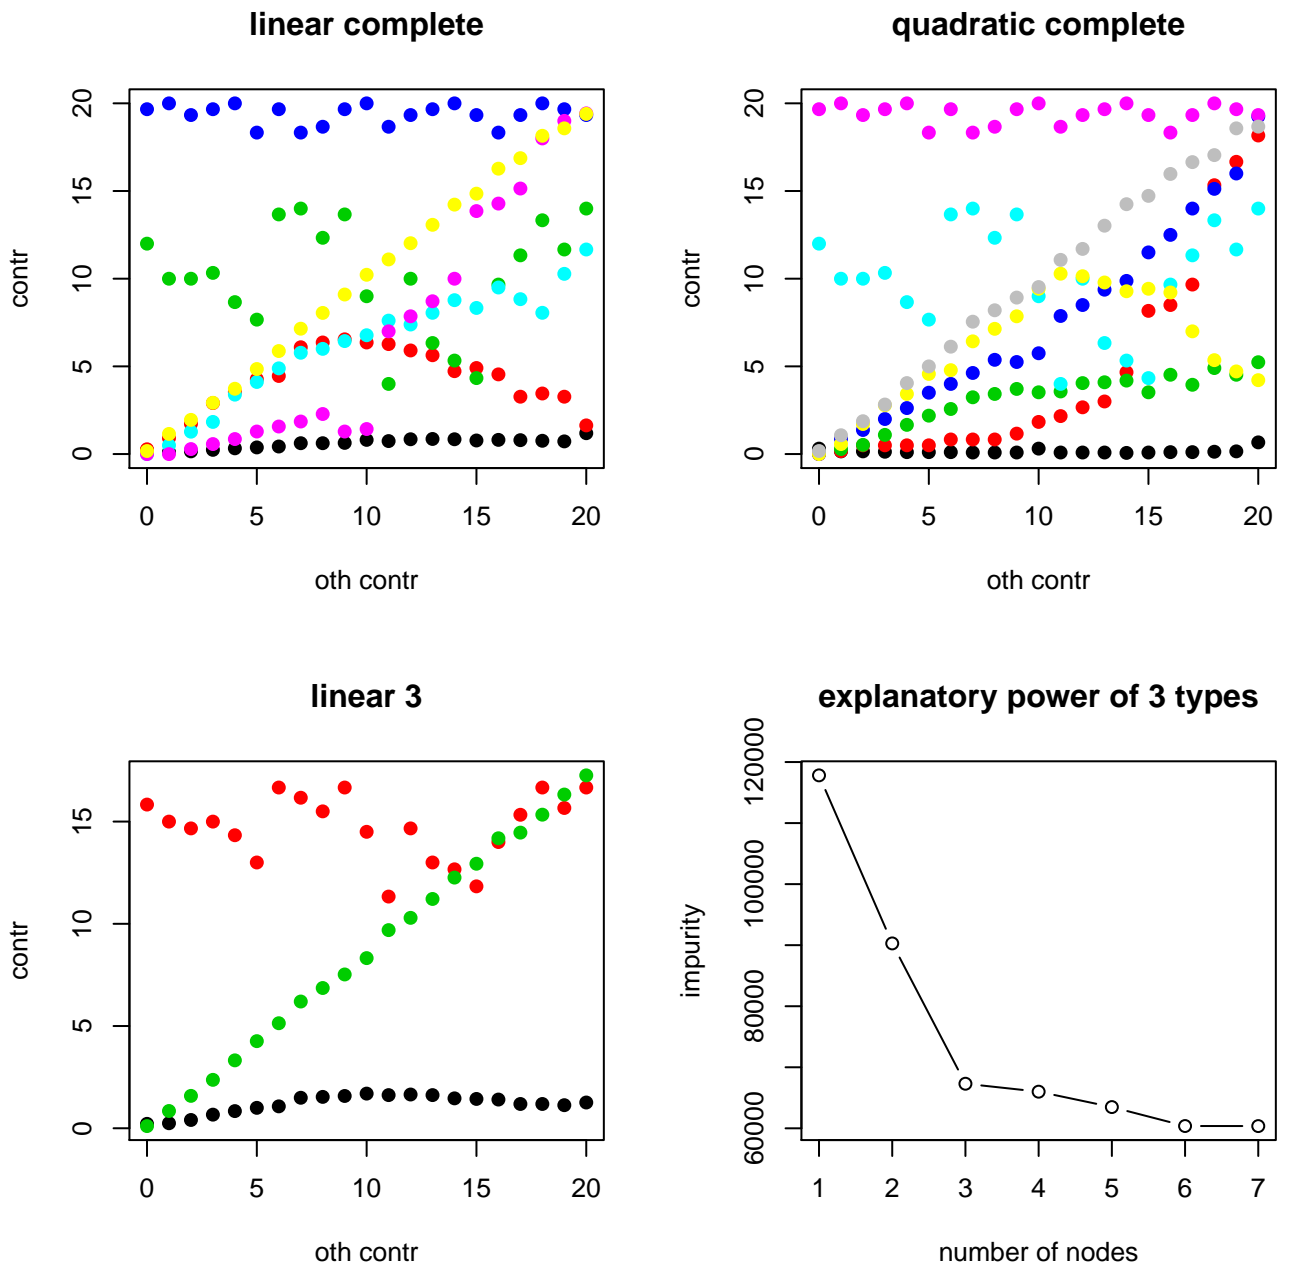 linear complete
contr
20
15
10
5
0
0 5 10 15 20
oth contr
quadratic complete
contr
20
15
10
5
0
0 5 10 15 20
oth contr
linear 3
contr
15
10
5
0
0 5 10 15 20
oth contr
explanatory power of 3 types
impurity
120000
100000
80000
60000
1 2 3 4 5 6 7
number of nodes